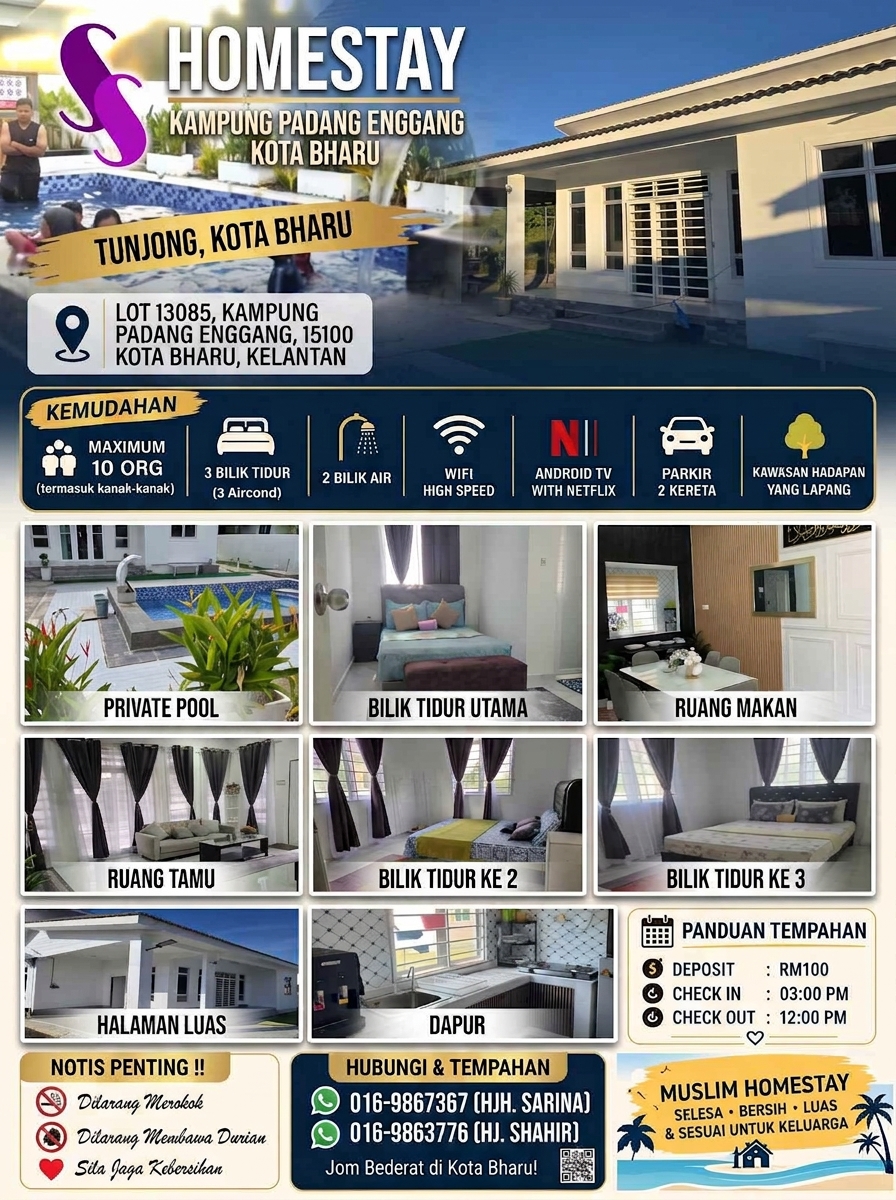 SS
HOMESTAY
KAMPUNG PADANG ENGGANG
KOTA BHARU
TUNJONG, KOTA BHARU
LOT 13085, KAMPUNG
PADANG ENGGANG, 15100
KOTA BHARU, KELANTAN
KEMUDAHAN
MAXIMUM
10 ORG
(termasuk kanak-kanak)
3 BILIK TIDUR
(3 Aircond)
2 BILIK AIR
WIFI
HIGH SPEED
N
ANDROID TV
WITH NETFLIX
PARKIR
2 KERETA
KAWASAN HADAPAN
YANG LAPANG
PRIVATE POOL
BILIK TIDUR UTAMA
RUANG MAKAN
RUANG TAMU
BILIK TIDUR KE 2
BILIK TIDUR KE 3
HALAMAN LUAS
DAPUR
PANDUAN TEMPAHAN
$ DEPOSIT : RM100
CHECK IN : 03:00 PM
CHECK OUT : 12:00 PM
NOTIS PENTING !!
Dilarang Merokok
Dilarang Membawa Durian
Sila Jaga Kebersihan
HUBUNGI & TEMPAHAN
016-9867367 (HJH. SARINA)
016-9863776 (HJ. SHAHIR)
Jom Bederat di Kota Bharu!
MUSLIM HOMESTAY
SELESA • BERSIH • LUAS
& SESUAI UNTUK KELUARGA